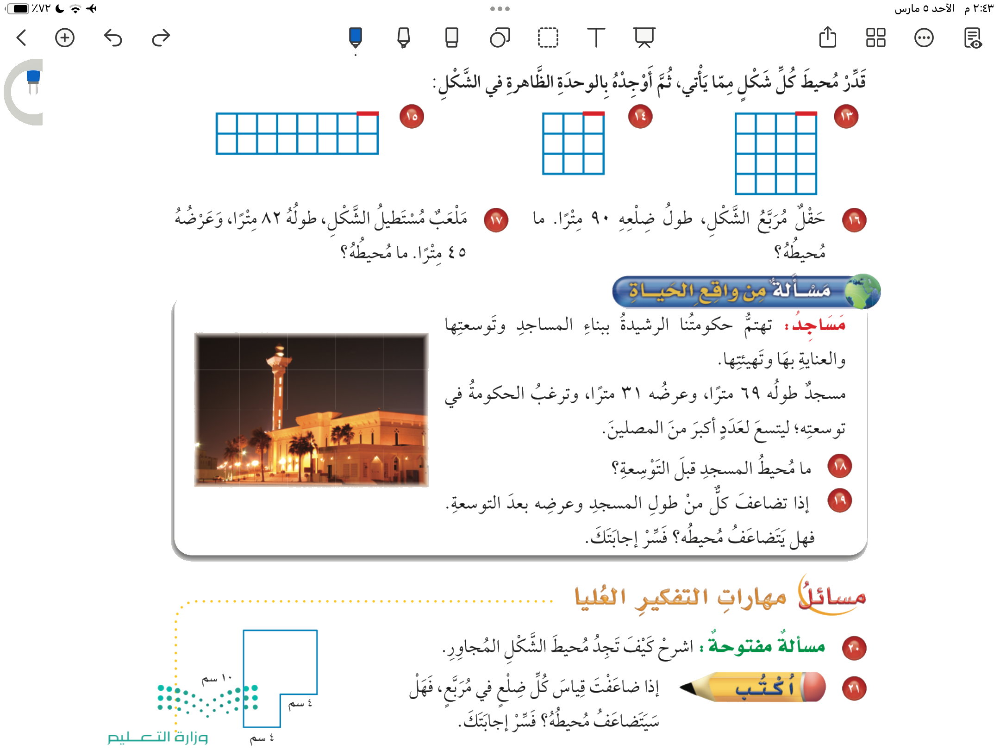 ٢:٤٣ م الأحد ٥ مارس
٪٧٢
قَدِّرْ مُحيطَ كُلِّ شَكْلٍ مِمّا يَأْتي، ثُمَّ أَوْجِدْهُ بِالوحدَةِ الظَّاهرةِ في الشَّكْلِ:
١٣
١٤
١٥
١٦ حَقْلٌ مُرَبَّعُ الشَّكْلِ، طولُ ضِلْعِهِ ٩٠ مِتْرًا. ما
مُحيطُهُ؟
١٧ مَلْعَبٌ مُسْتَطيلُ الشَّكْلِ، طولُهُ ٨٢ مِتْرًا، وَعَرْضُهُ
٤٥ مِتْرًا. ما مُحيطُهُ؟
مَسْأَلةٌ مِن واقِعِ الحَياةِ
مَسَاجِدُ: تهتمُّ حكومتُنا الرشيدةُ ببناءِ المساجدِ وتَوسعتِها
والعنايةِ بهَا وتَهيئتِها.
مسجدٌ طولُه ٦٩ مترًا، وعرضُه ٣١ مترًا، وترغبُ الحكومةُ في
توسعتِه؛ ليتسعَ لعَدَدٍ أكبرَ منَ المصلينَ.
١٨ ما مُحيطُ المسجدِ قبلَ التَوْسِعةِ؟
١٩ إذا تضاعفَ كلٌّ منْ طولِ المسجدِ وعرضِه بعدَ التوسعةِ.
فهل يَتَضاعَفُ مُحيطُه؟ فَسِّرْ إجابَتَكَ.
مسائلُ مهاراتِ التفكيرِ العُليا
٢٠ مسألةٌ مفتوحةٌ: اشرحْ كَيْفَ تَجِدُ مُحيطَ الشَّكْلِ المُجاوِرِ.
١٠ سم
٤ سم
٤ سم
٢١ اُكْتُب إذا ضاعَفْتَ قِياسَ كُلِّ ضِلْعٍ في مُرَبَّعٍ، فَهَلْ
سَيَتَضاعَفُ مُحيطُهُ؟ فَسِّرْ إجابَتَكَ.
وزارة التعليم